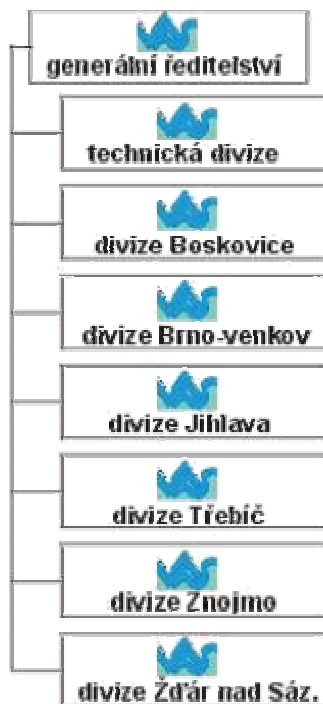 generální ředitelství
technická divize
divize Boskovice
divize Brno-venkov
divize Jihlava
divize Třebíč
divize Znojmo
divize Žďár nad Sáz.